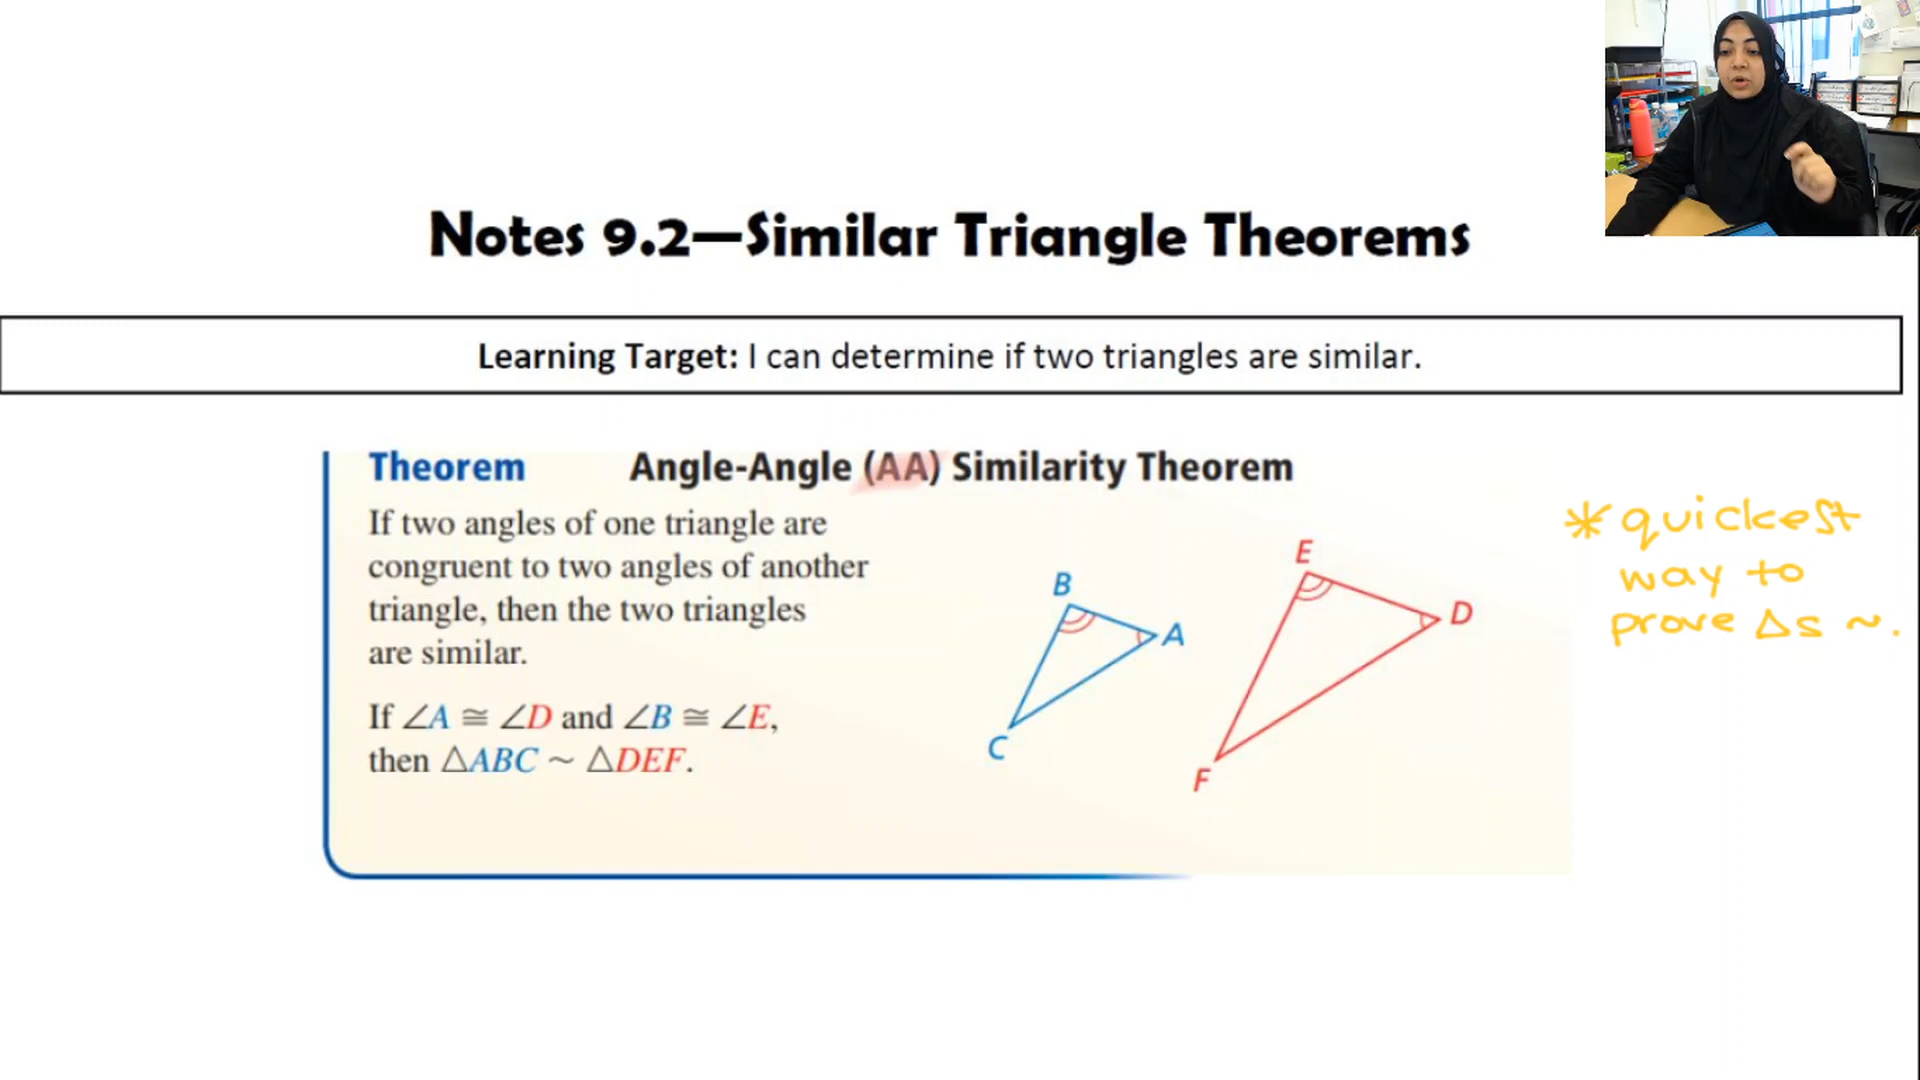 Notes 9.2—Similar Triangle Theorems
Learning Target: I can determine if two triangles are similar.
Theorem Angle-Angle (AA) Similarity Theorem
If two angles of one triangle are
congruent to two angles of another
triangle, then the two triangles
are similar.
If ∠A ≅ ∠D and ∠B ≅ ∠E,
then △ABC ~ △DEF.
B
A
C
E
D
F
* quickest
way to
prove △s ~.